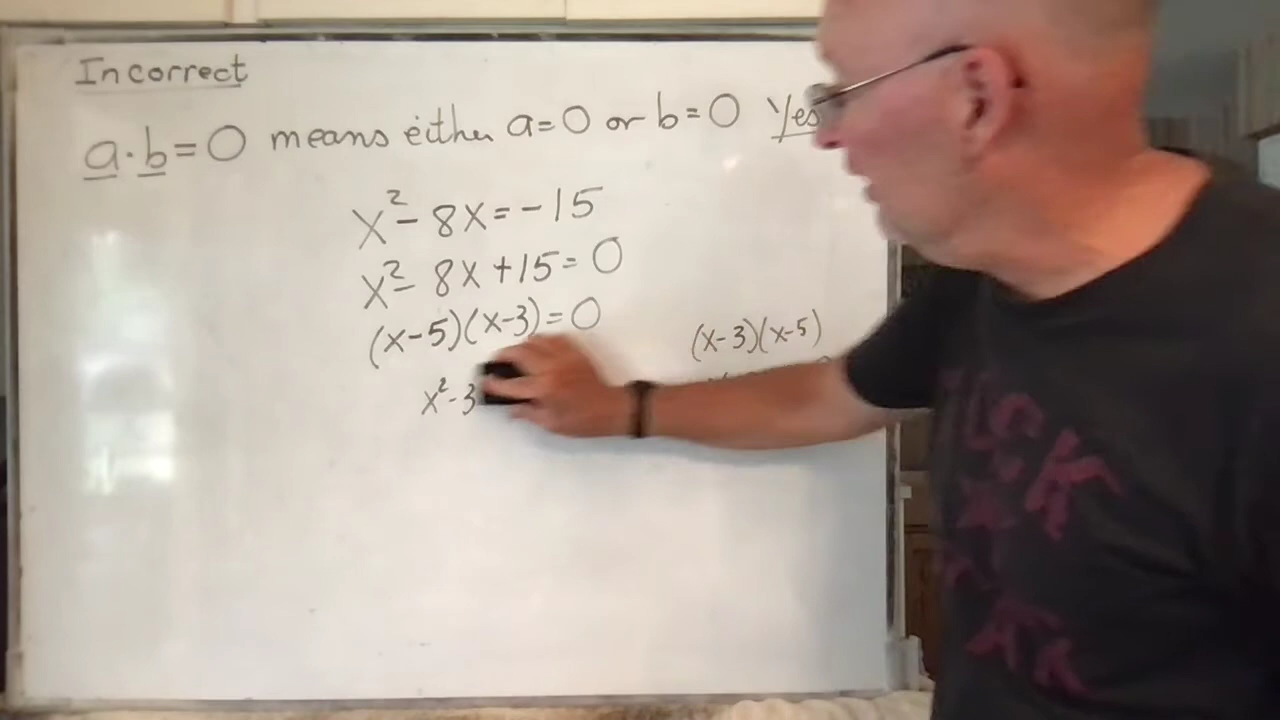 Incorrect
a·b=0 means either a=0 or b=0 Yes
x²-8x=-15
x²-8x+15=0
(x-5)(x-3)=0
(x-3)(x-5)
x²-3